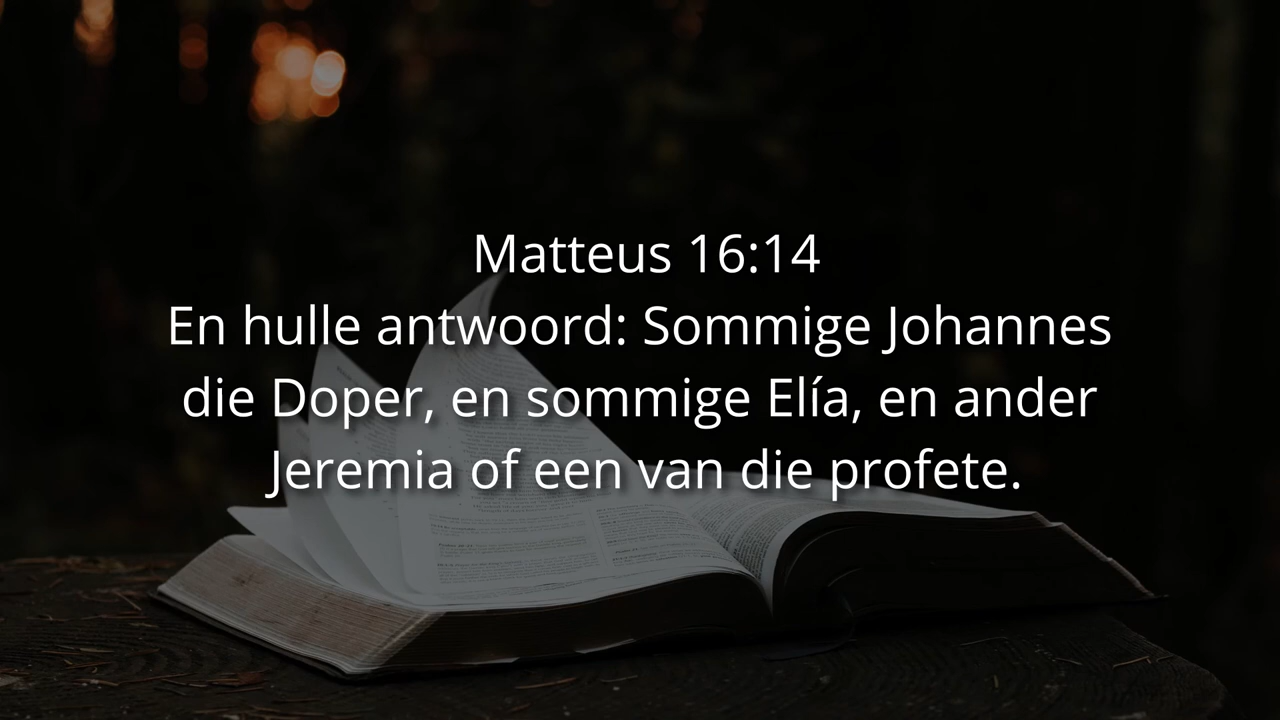 Matteus 16:14
En hulle antwoord: Sommige Johannes
die Doper, en sommige Elía, en ander
Jeremia of een van die profete.